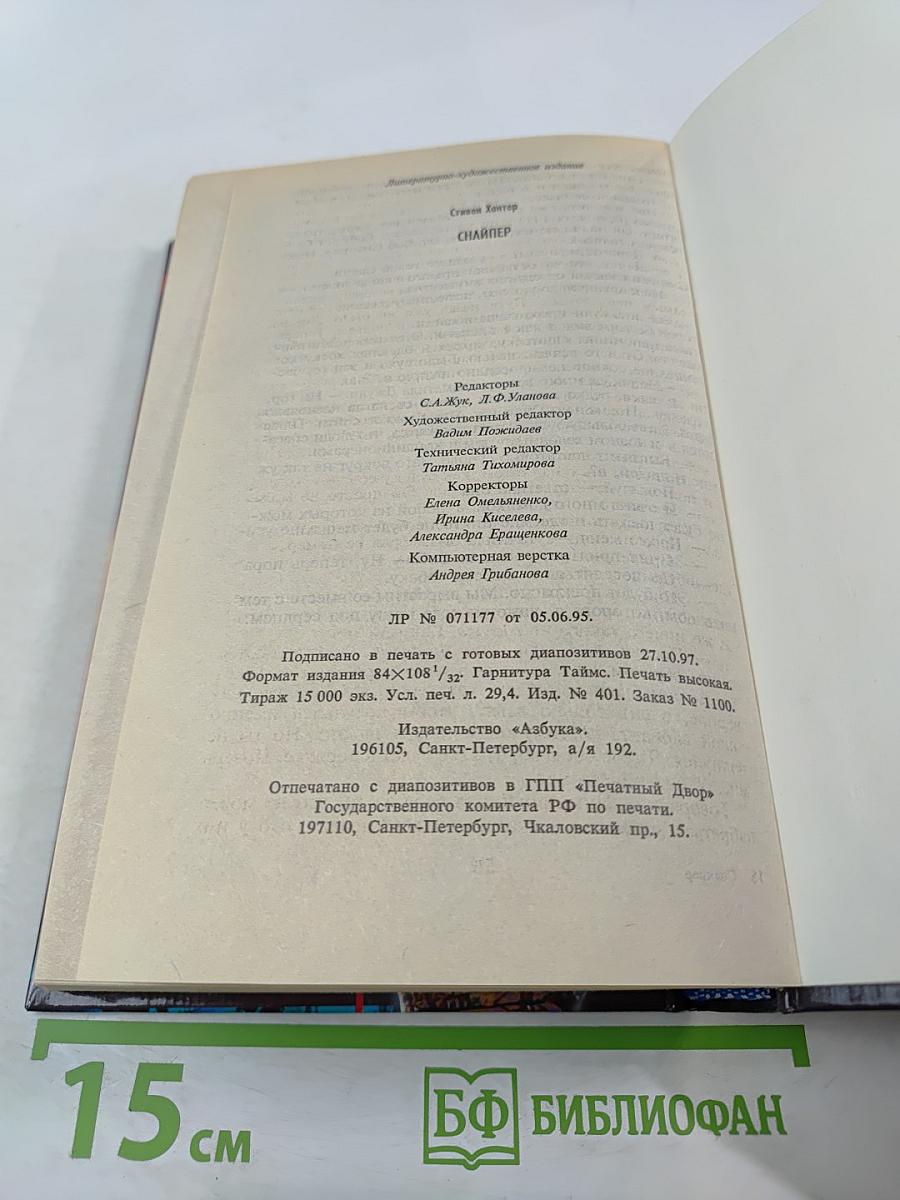 Литературно-художественное издание
Стивен Хантер
СНАЙПЕР
Редакторы
С.А.Жук, Л.Ф.Уланова
Художественный редактор
Вадим Пожидаев
Технический редактор
Татьяна Тихомирова
Корректоры
Елена Омельяненко,
Ирина Киселева,
Александра Еращенкова
Компьютерная верстка
Андрея Грибанова
ЛР № 071177 от 05.06.95.
Подписано в печать с готовых диапозитивов 27.10.97.
Формат издания 84×108 1/32. Гарнитура Таймс. Печать высокая.
Тираж 15 000 экз. Усл. печ. л. 29,4. Изд. № 401. Заказ № 1100.
Издательство «Азбука».
196105, Санкт-Петербург, а/я 192.
Отпечатано с диапозитивов в ГПП «Печатный Двор»
Государственного комитета РФ по печати.
197110, Санкт-Петербург, Чкаловский пр., 15.
15 см
БФ БИБЛИОФАН